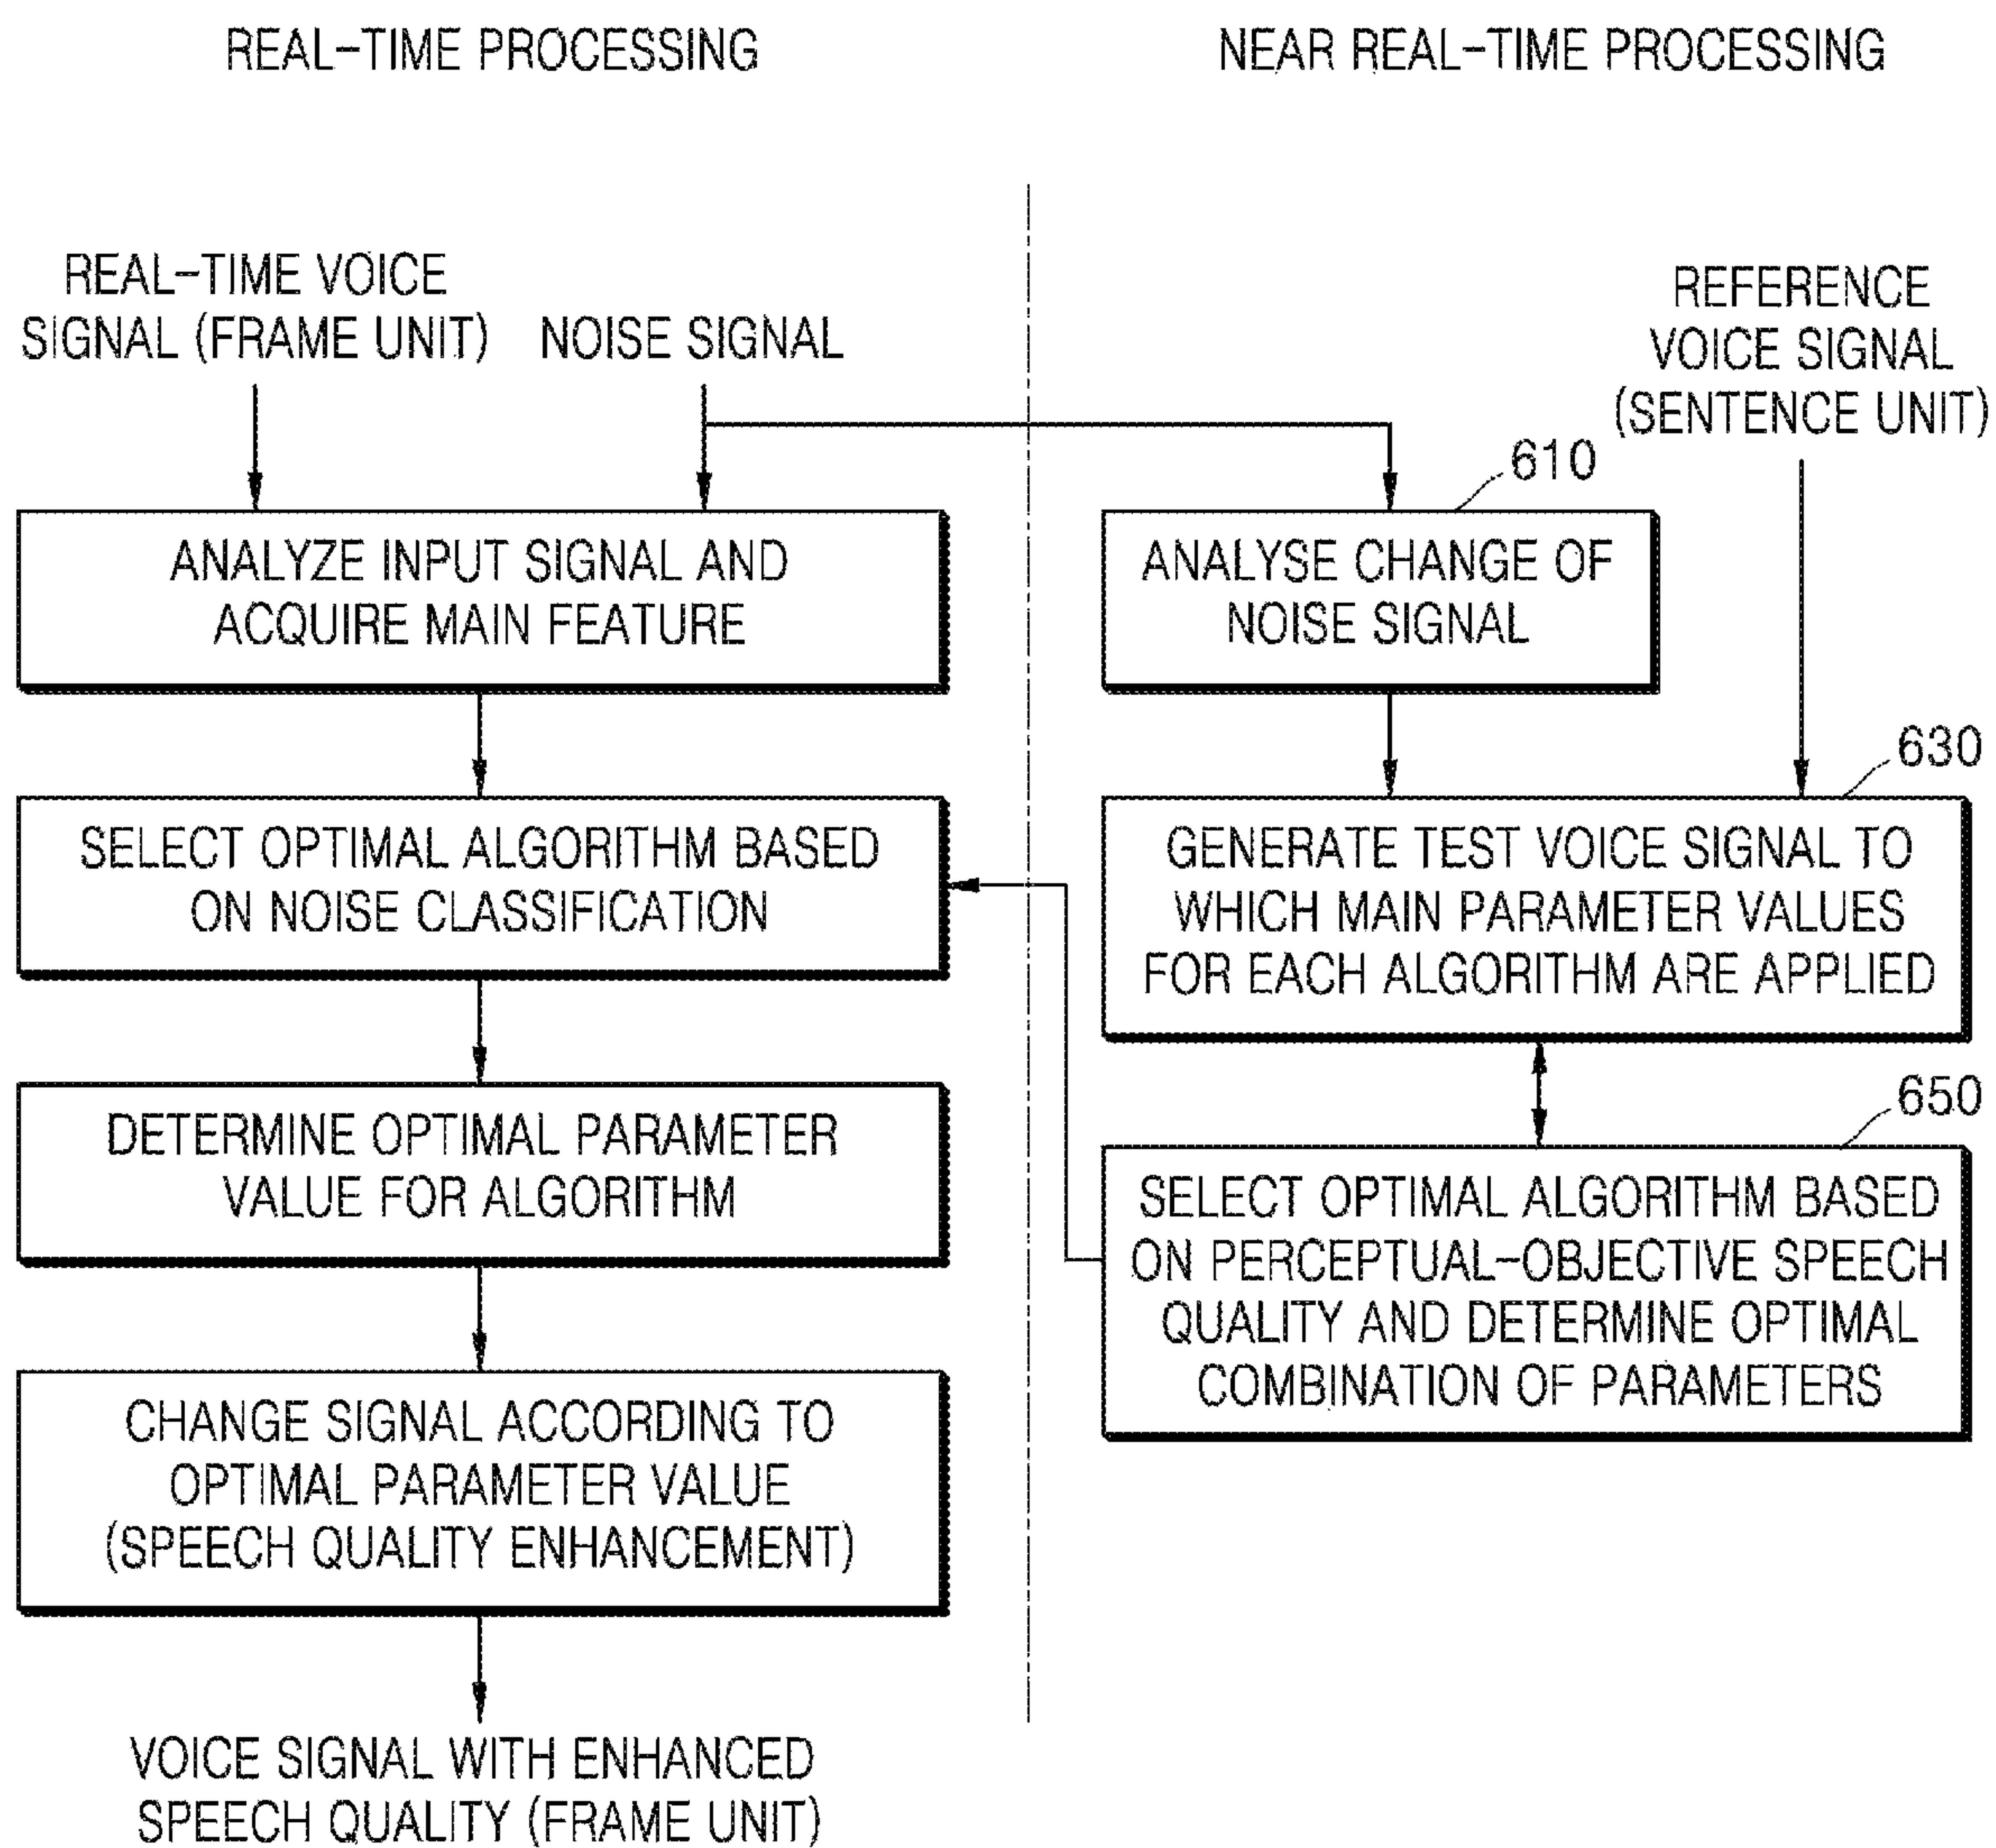 REAL-TIME PROCESSING
NEAR REAL-TIME PROCESSING
REAL-TIME VOICE
SIGNAL (FRAME UNIT)
NOISE SIGNAL
ANALYZE INPUT SIGNAL AND
ACQUIRE MAIN FEATURE
SELECT OPTIMAL ALGORITHM BASED
ON NOISE CLASSIFICATION
DETERMINE OPTIMAL PARAMETER
VALUE FOR ALGORITHM
CHANGE SIGNAL ACCORDING TO
OPTIMAL PARAMETER VALUE
(SPEECH QUALITY ENHANCEMENT)
VOICE SIGNAL WITH ENHANCED
SPEECH QUALITY (FRAME UNIT)
REFERENCE
VOICE SIGNAL
(SENTENCE UNIT)
610
ANALYSE CHANGE OF
NOISE SIGNAL
630
GENERATE TEST VOICE SIGNAL TO
WHICH MAIN PARAMETER VALUES
FOR EACH ALGORITHM ARE APPLIED
650
SELECT OPTIMAL ALGORITHM BASED
ON PERCEPTUAL-OBJECTIVE SPEECH
QUALITY AND DETERMINE OPTIMAL
COMBINATION OF PARAMETERS